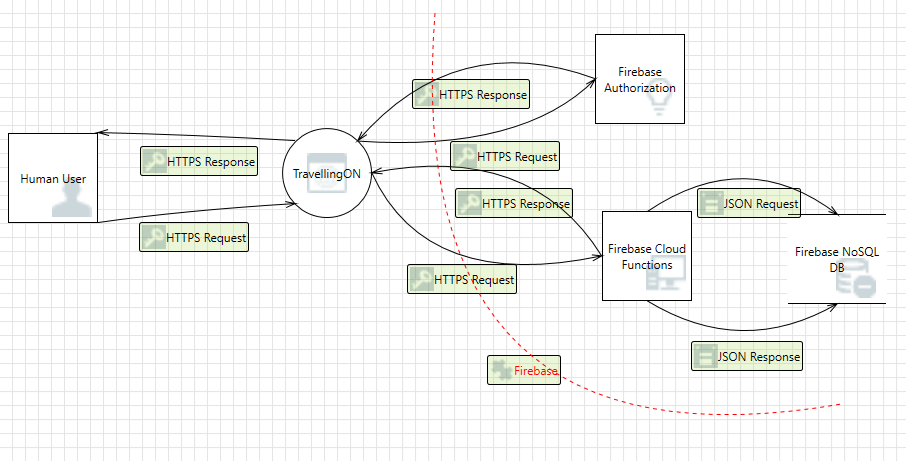 Firebase
Authorization
HTTPS Response
HTTPS Request
HTTPS Response
TravellingON
Human User
HTTPS Response
JSON Request
HTTPS Request
Firebase Cloud
Functions
Firebase NoSQL
DB
HTTPS Request
JSON Response
Firebase